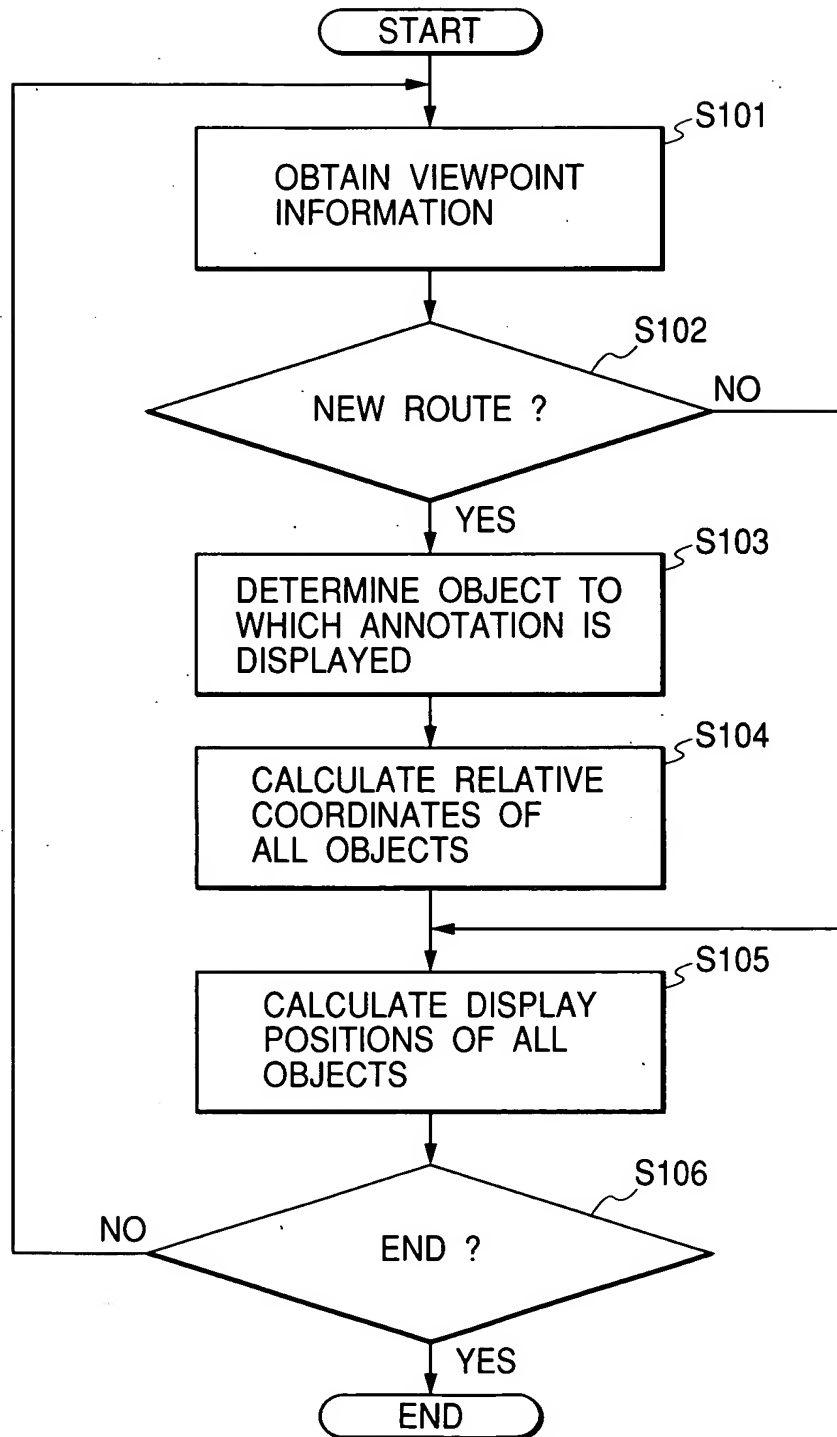 START
S101
OBTAIN VIEWPOINT
INFORMATION
S102
NEW ROUTE ?
NO
YES
S103
DETERMINE OBJECT TO
WHICH ANNOTATION IS
DISPLAYED
S104
CALCULATE RELATIVE
COORDINATES OF
ALL OBJECTS
S105
CALCULATE DISPLAY
POSITIONS OF ALL
OBJECTS
S106
NO
END ?
YES
END